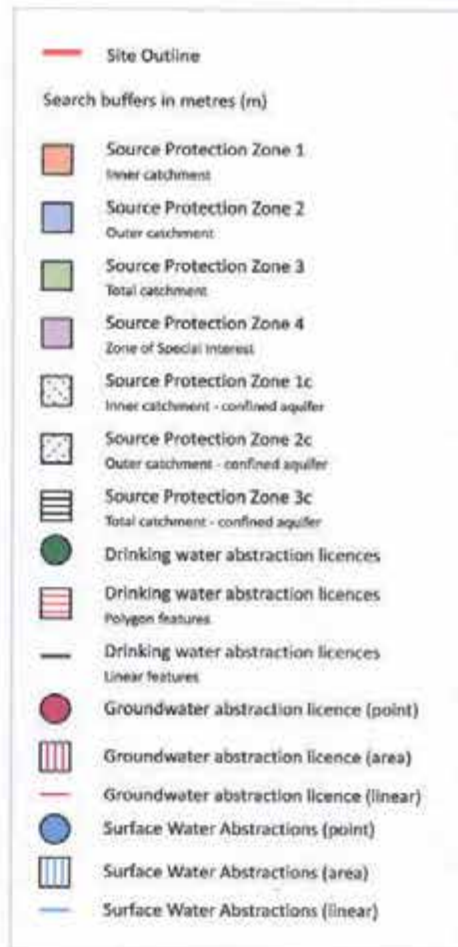 Site Outline
Search buffers in metres (m)
Source Protection Zone 1
Inner catchment
Source Protection Zone 2
Outer catchment
Source Protection Zone 3
Total catchment
Source Protection Zone 4
Zone of Special Interest
Source Protection Zone 1c
Inner catchment - confined aquifer
Source Protection Zone 2c
Outer catchment - confined aquifer
Source Protection Zone 3c
Total catchment - confined aquifer
Drinking water abstraction licences
Drinking water abstraction licences
Polygon features
Drinking water abstraction licences
Linear features
Groundwater abstraction licence (point)
Groundwater abstraction licence (area)
Groundwater abstraction licence (linear)
Surface Water Abstractions (point)
Surface Water Abstractions (area)
Surface Water Abstractions (linear)